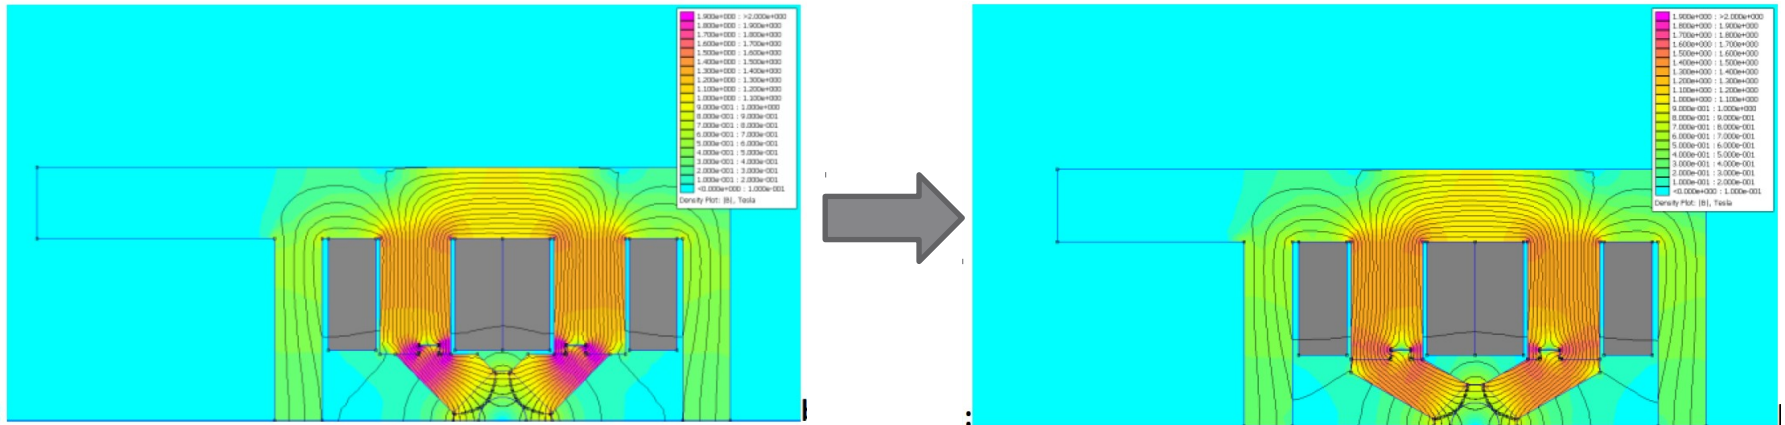 1.900e+000 : >2.000e+000
1.800e+000 : 1.900e+000
1.700e+000 : 1.800e+000
1.600e+000 : 1.700e+000
1.500e+000 : 1.600e+000
1.400e+000 : 1.500e+000
1.300e+000 : 1.400e+000
1.200e+000 : 1.300e+000
1.100e+000 : 1.200e+000
1.000e+000 : 1.100e+000
9.000e-001 : 1.000e+000
8.000e-001 : 9.000e-001
7.000e-001 : 8.000e-001
6.000e-001 : 7.000e-001
5.000e-001 : 6.000e-001
4.000e-001 : 5.000e-001
3.000e-001 : 4.000e-001
2.000e-001 : 3.000e-001
1.000e-001 : 2.000e-001
<0.000e+000 : 1.000e-001
Density Plot: |B|, Tesla
1.900e+000 : >2.000e+000
1.800e+000 : 1.900e+000
1.700e+000 : 1.800e+000
1.600e+000 : 1.700e+000
1.500e+000 : 1.600e+000
1.400e+000 : 1.500e+000
1.300e+000 : 1.400e+000
1.200e+000 : 1.300e+000
1.100e+000 : 1.200e+000
1.000e+000 : 1.100e+000
9.000e-001 : 1.000e+000
8.000e-001 : 9.000e-001
7.000e-001 : 8.000e-001
6.000e-001 : 7.000e-001
5.000e-001 : 6.000e-001
4.000e-001 : 5.000e-001
3.000e-001 : 4.000e-001
2.000e-001 : 3.000e-001
1.000e-001 : 2.000e-001
<0.000e+000 : 1.000e-001
Density Plot: |B|, Tesla